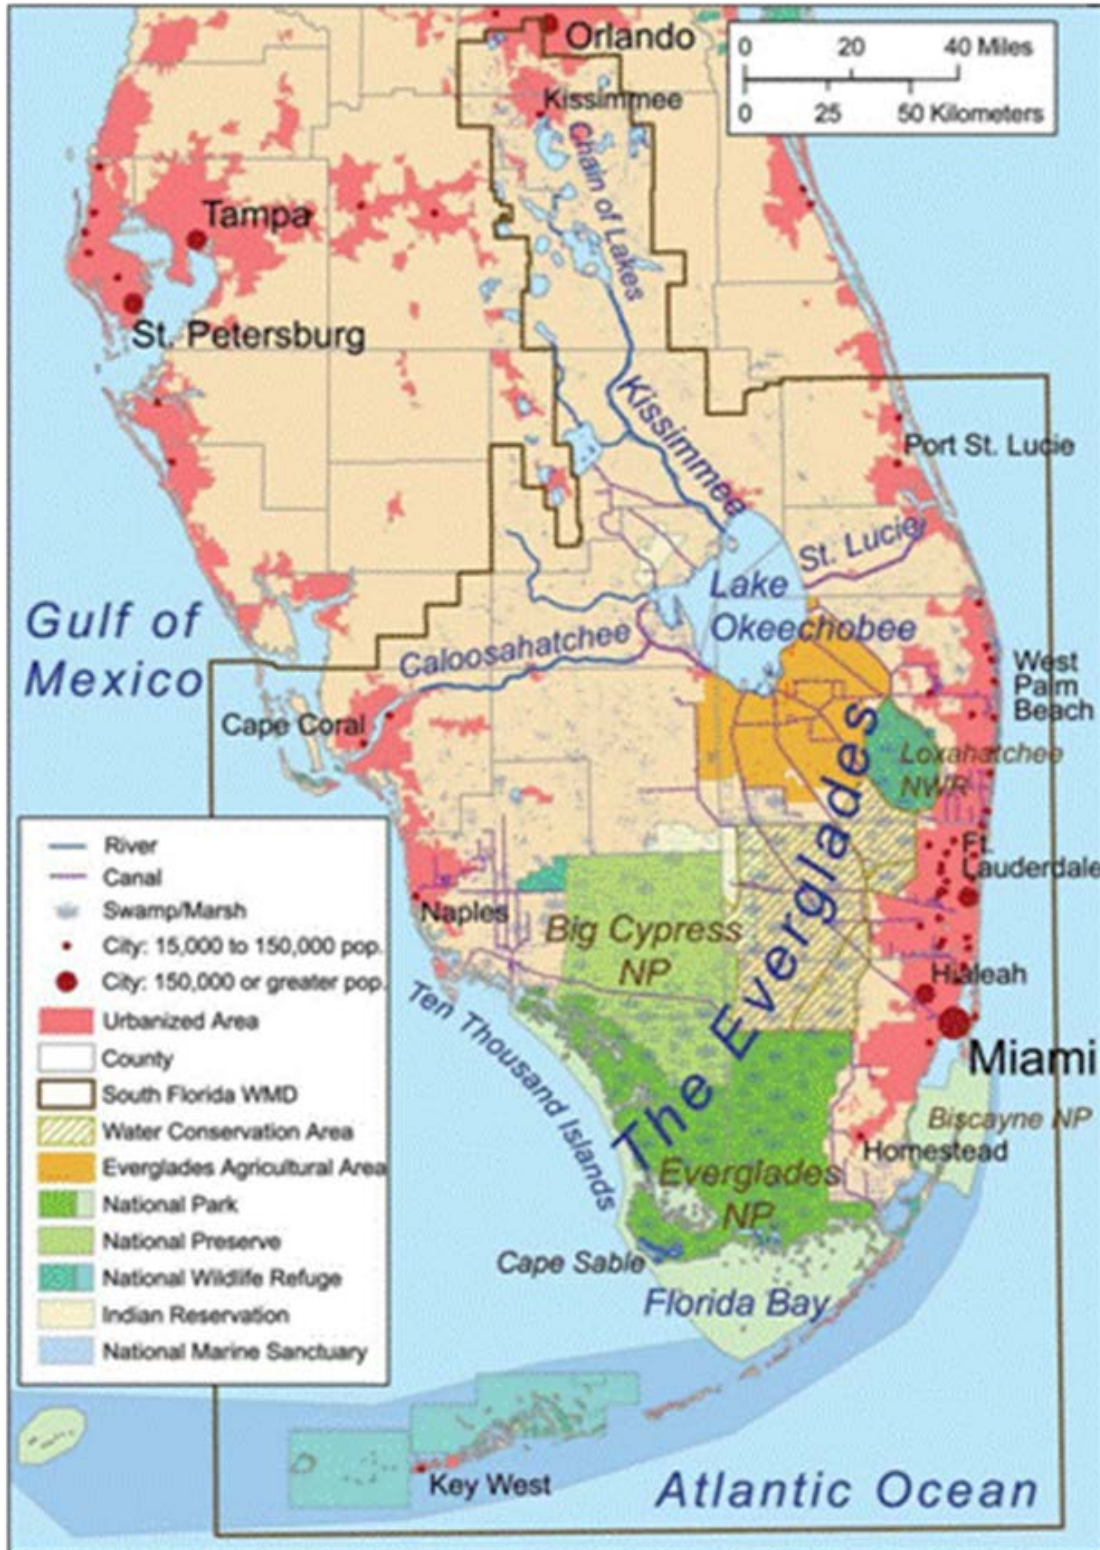 Orlando
0 20 40 Miles
0 25 50 Kilometers
Kissimmee
Chain of Lakes
Tampa
St. Petersburg
Kissimmee
Port St. Lucie
St. Lucie
Lake
Okeechobee
Gulf of
Mexico
Caloosahatchee
West
Palm
Beach
Cape Coral
Loxahatchee
NWR
The Everglades
Ft.
Lauderdale
Naples
Big Cypress
NP
Hialeah
Ten Thousand Islands
Miami
Biscayne NP
Homestead
Everglades
NP
Cape Sable
Florida Bay
River
Canal
Swamp/Marsh
City: 15,000 to 150,000 pop.
City: 150,000 or greater pop.
Urbanized Area
County
South Florida WMD
Water Conservation Area
Everglades Agricultural Area
National Park
National Preserve
National Wildlife Refuge
Indian Reservation
National Marine Sanctuary
Key West
Atlantic Ocean